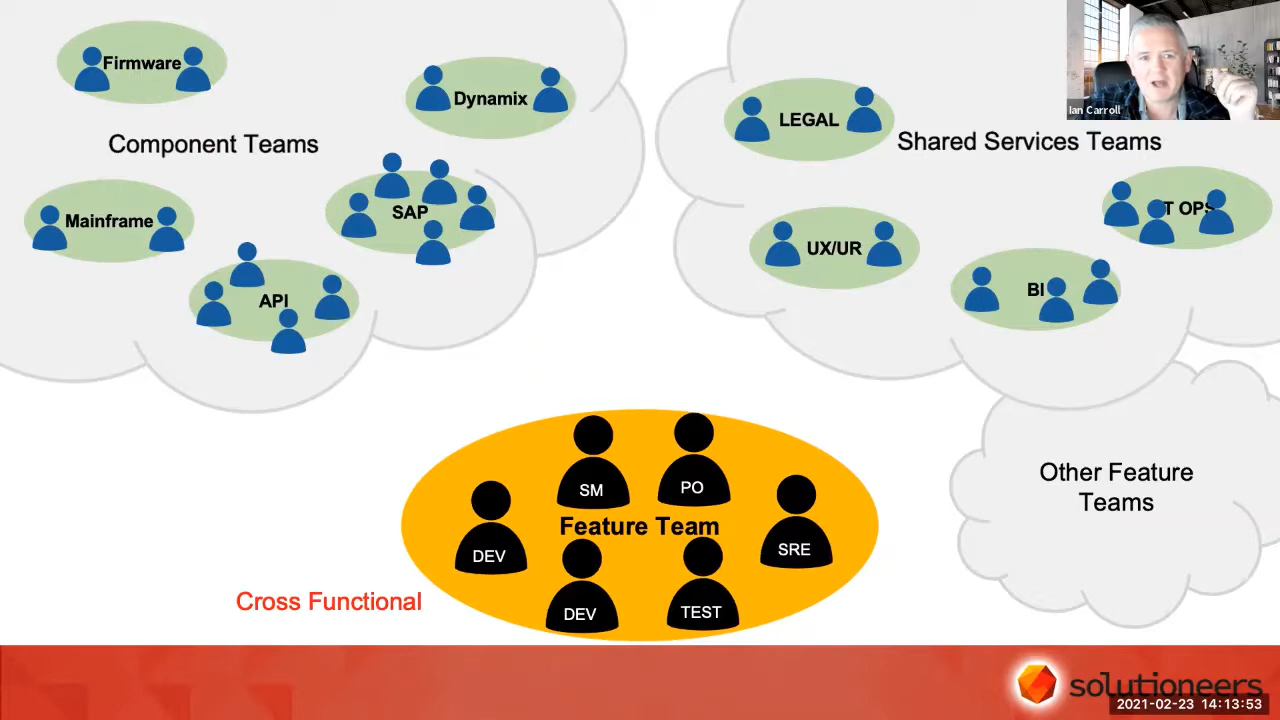 Firmware
Dynamix
Component Teams
Mainframe
SAP
API
LEGAL
Ian Carroll
Shared Services Teams
T OPS
UX/UR
BI
Other Feature
Teams
SM
PO
Feature Team
DEV
SRE
DEV
TEST
Cross Functional
solutioneers
2021-02-23 14:13:53